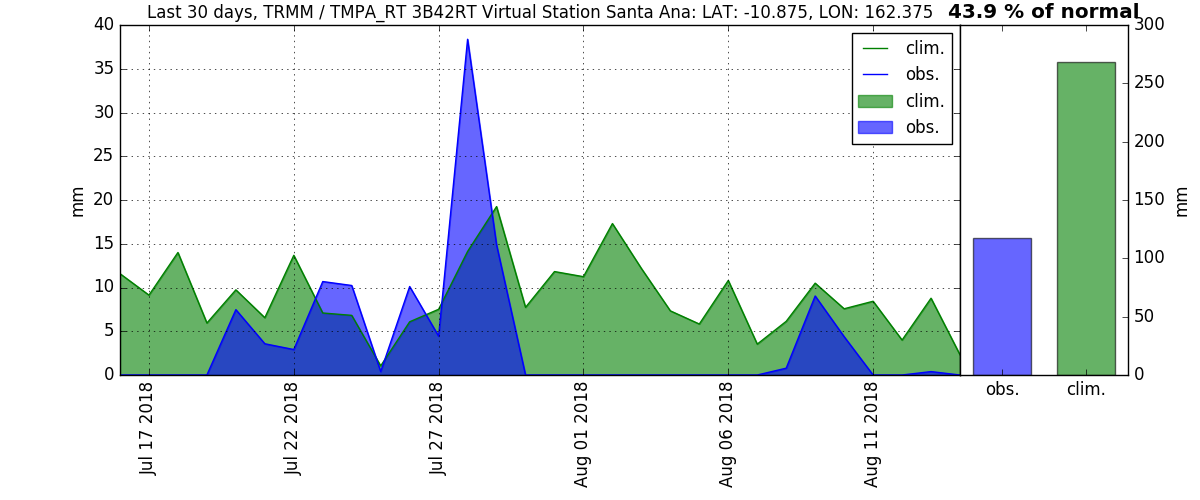 Last 30 days, TRMM / TMPA_RT 3B42RT Virtual Station Santa Ana: LAT: -10.875, LON: 162.375
43.9 % of normal
mm
40
35
30
25
20
15
10
5
0
clim.
obs.
clim.
obs.
Jul 17 2018
Jul 22 2018
Jul 27 2018
Aug 01 2018
Aug 06 2018
Aug 11 2018
300
250
200
150
100
50
0
mm
obs.
clim.